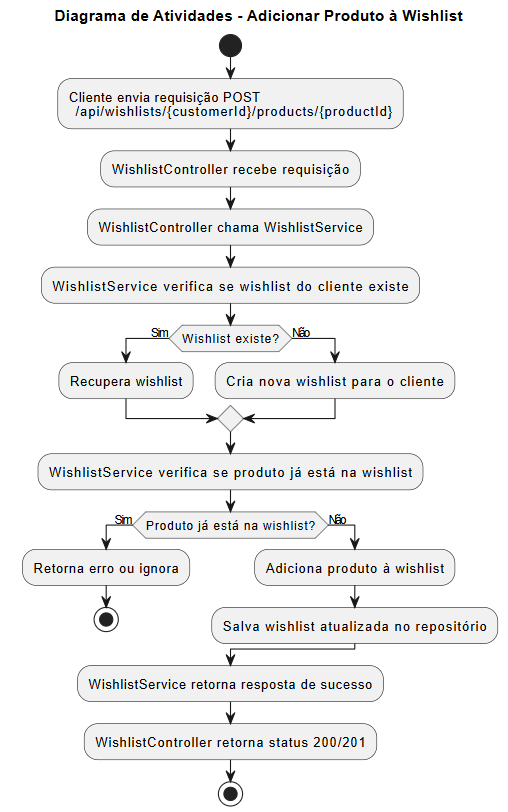 Diagrama de Atividades - Adicionar Produto à Wishlist
Cliente envia requisição POST
/api/wishlists/{customerId}/products/{productId}
WishlistController recebe requisição
WishlistController chama WishlistService
WishlistService verifica se wishlist do cliente existe
Sim
Wishlist existe?
Não
Recupera wishlist
Cria nova wishlist para o cliente
WishlistService verifica se produto já está na wishlist
Sim
Produto já está na wishlist?
Não
Retorna erro ou ignora
Adiciona produto à wishlist
Salva wishlist atualizada no repositório
WishlistService retorna resposta de sucesso
WishlistController retorna status 200/201